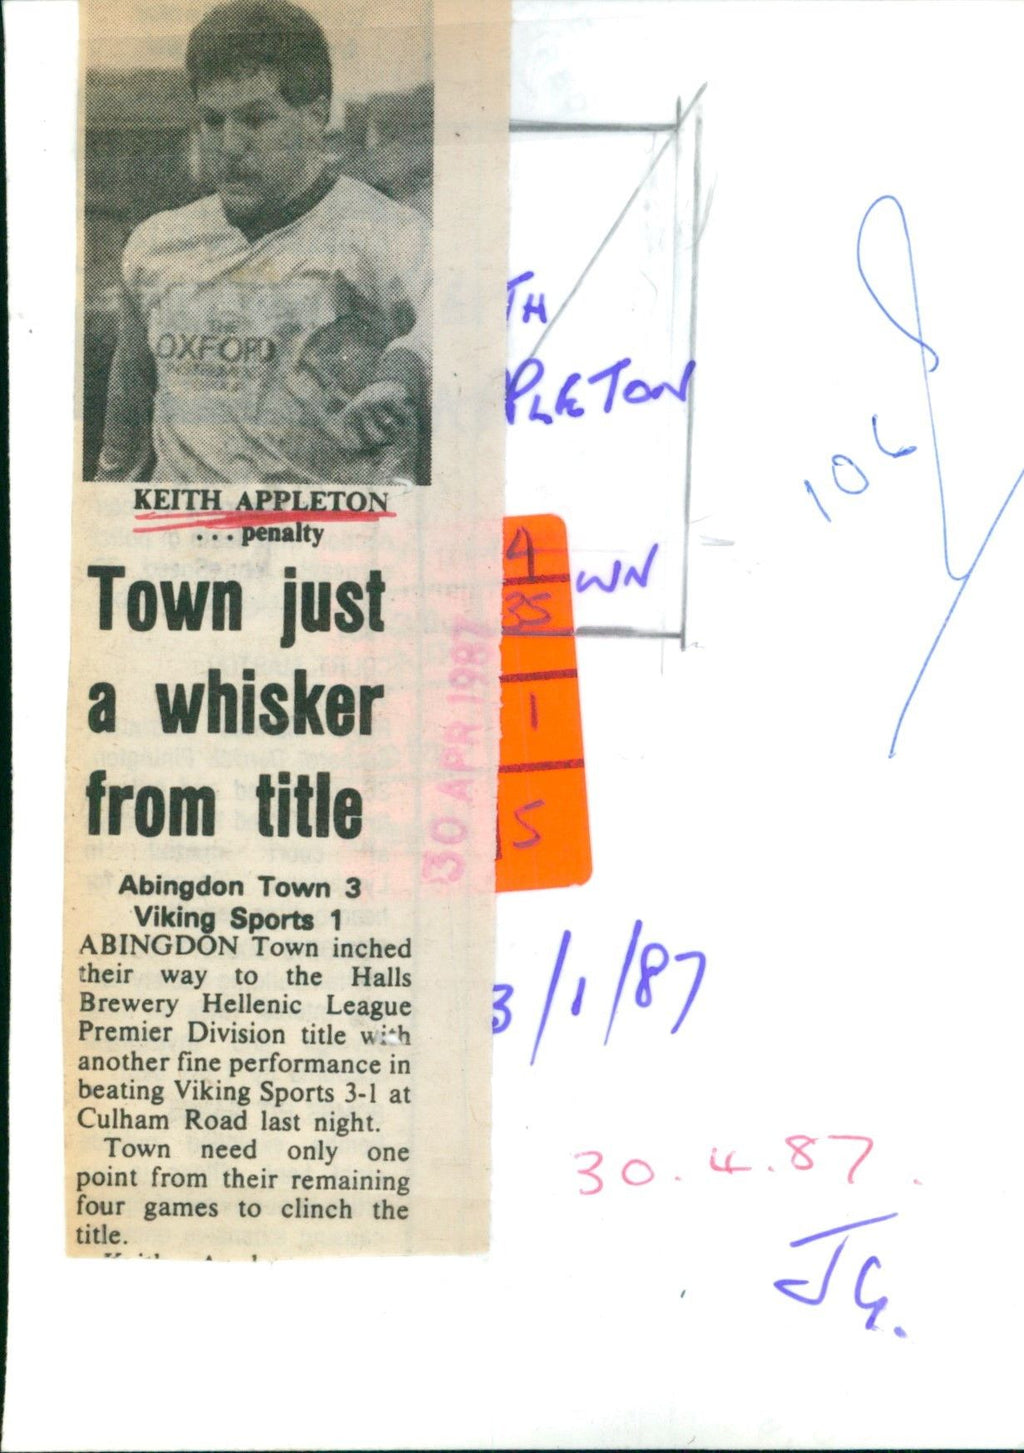 THE
OXFORD
KEITH APPLETON
... penalty
Town just
a whisker
from title
Abingdon Town 3
Viking Sports 1
ABINGDON Town inched
their way to the Halls
Brewery Hellenic League
Premier Division title with
another fine performance in
beating Viking Sports 3-1 at
Culham Road last night.
Town need only one
point from their remaining
four games to clinch the
title.
TH
PLETON
WN
4
35
1
5
30 APR 1987
3/1/87
30.4.87.
JG.
106